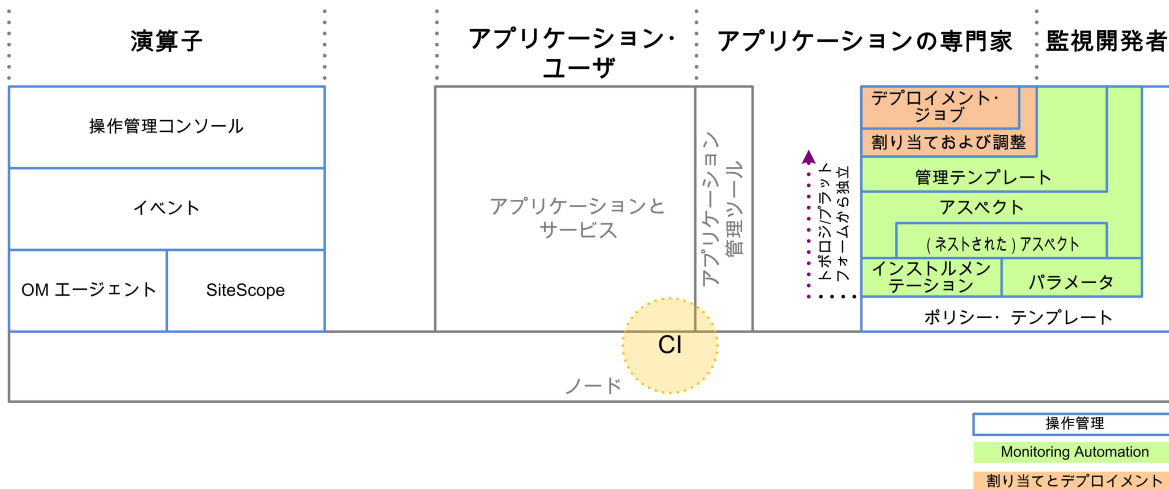 演算子
アプリケーション・
ユーザ
アプリケーションの専門家
監視開発者
操作管理コンソール
イベント
OM エージェント
SiteScope
アプリケーションと
サービス
アプリケーション
管理ツール
トポロジ/プラット
フォームから独立
デプロイメント・
ジョブ
割り当ておよび調整
管理テンプレート
アスペクト
(ネストされた) アスペクト
インストルメン
テーション
パラメータ
ポリシー・テンプレート
CI
ノード
操作管理
Monitoring Automation
割り当てとデプロイメント